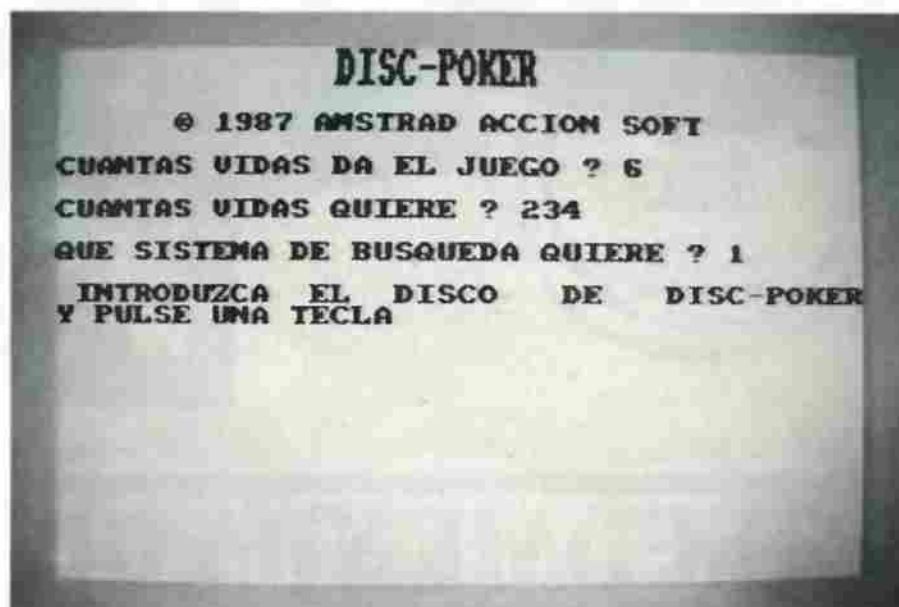 DISC-POKER
© 1987 AMSTRAD ACCION SOFT
CUANTAS VIDAS DA EL JUEGO ? 6
CUANTAS VIDAS QUIERE ? 234
QUE SISTEMA DE BUSQUEDA QUIERE ? 1
INTRODUZCA EL DISCO DE DISC-POKER
Y PULSE UNA TECLA